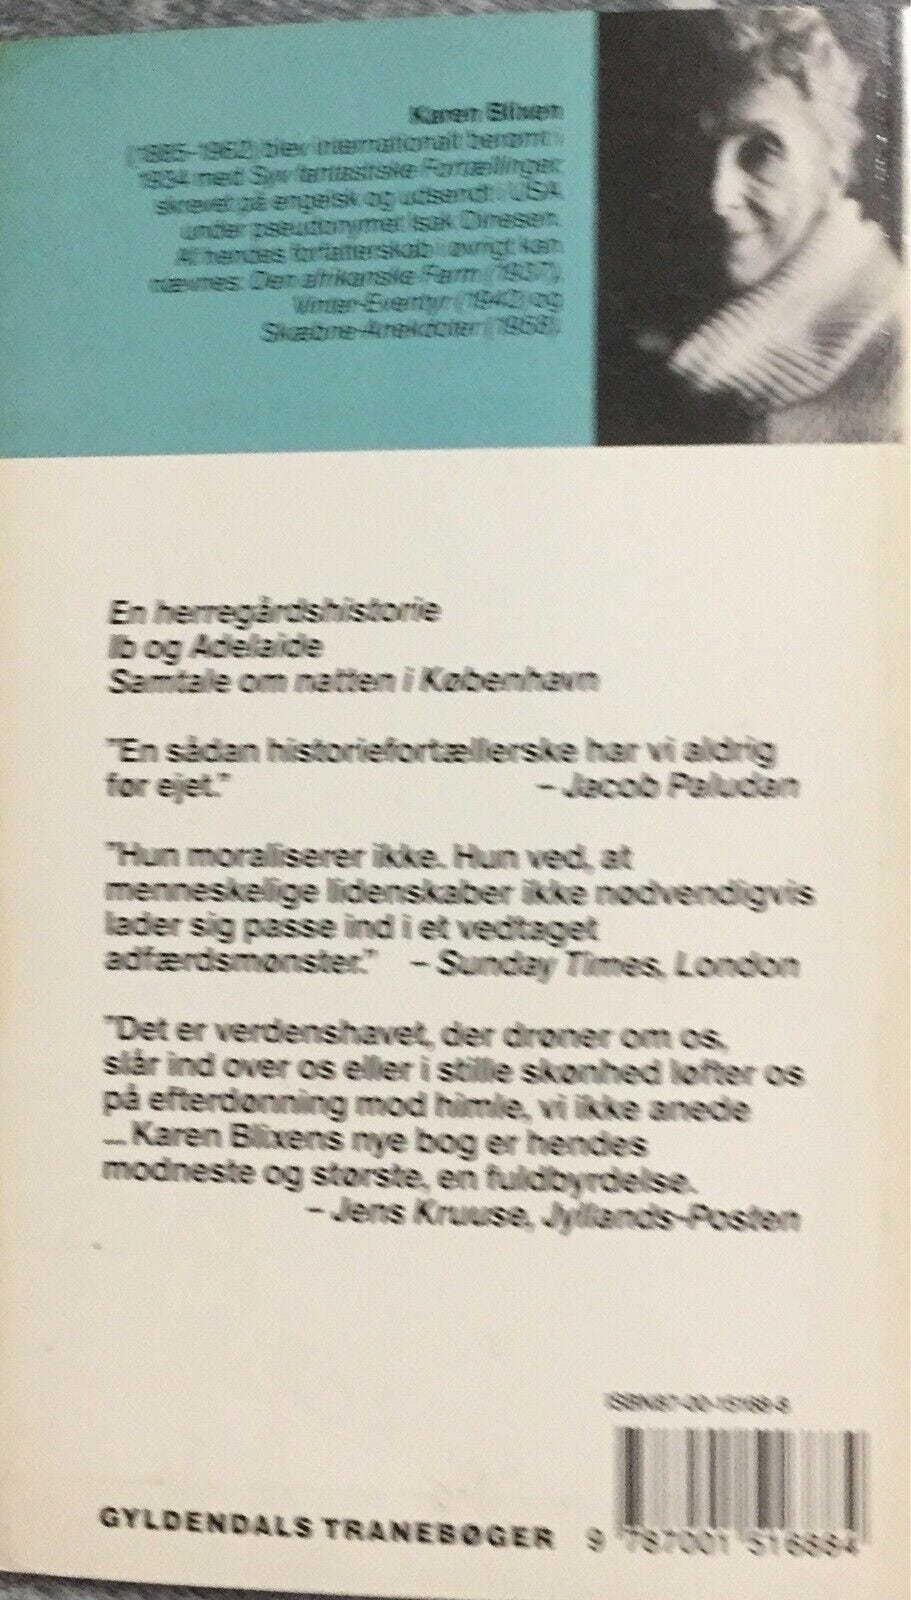 Karen Blixen
(1885-1962) blev internationalt berømt i
1934 med Syv fantastiske Fortællinger,
skrevet på engelsk og udsendt i USA
under pseudonymet Isak Dinesen.
Af hendes forfatterskab i øvrigt kan
nævnes: Den afrikanske Farm (1937),
Vinter-Eventyr (1942) og
Skæbne-Anekdoter (1958).
En herregårdshistorie
Ib og Adelaide
Samtale om natten i København
"En sådan historiefortællerske har vi aldrig
før ejet."
– Jacob Paludan
"Hun moraliserer ikke. Hun ved, at
menneskelige lidenskaber ikke nødvendigvis
lader sig passe ind i et vedtaget
adfærdsmønster." – Sunday Times, London
"Det er verdenshavet, der drøner om os,
slår ind over os eller i stille skønhed løfter os
på efterdønning mod himle, vi ikke anede
... Karen Blixens nye bog er hendes
modneste og største, en fuldbyrdelse.
– Jens Kruuse, Jyllands-Posten
GYLDENDALS TRANEBØGER